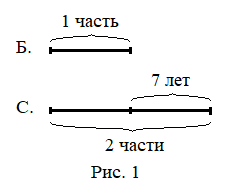 1 часть
Б.
7 лет
С.
2 части
Рис. 1